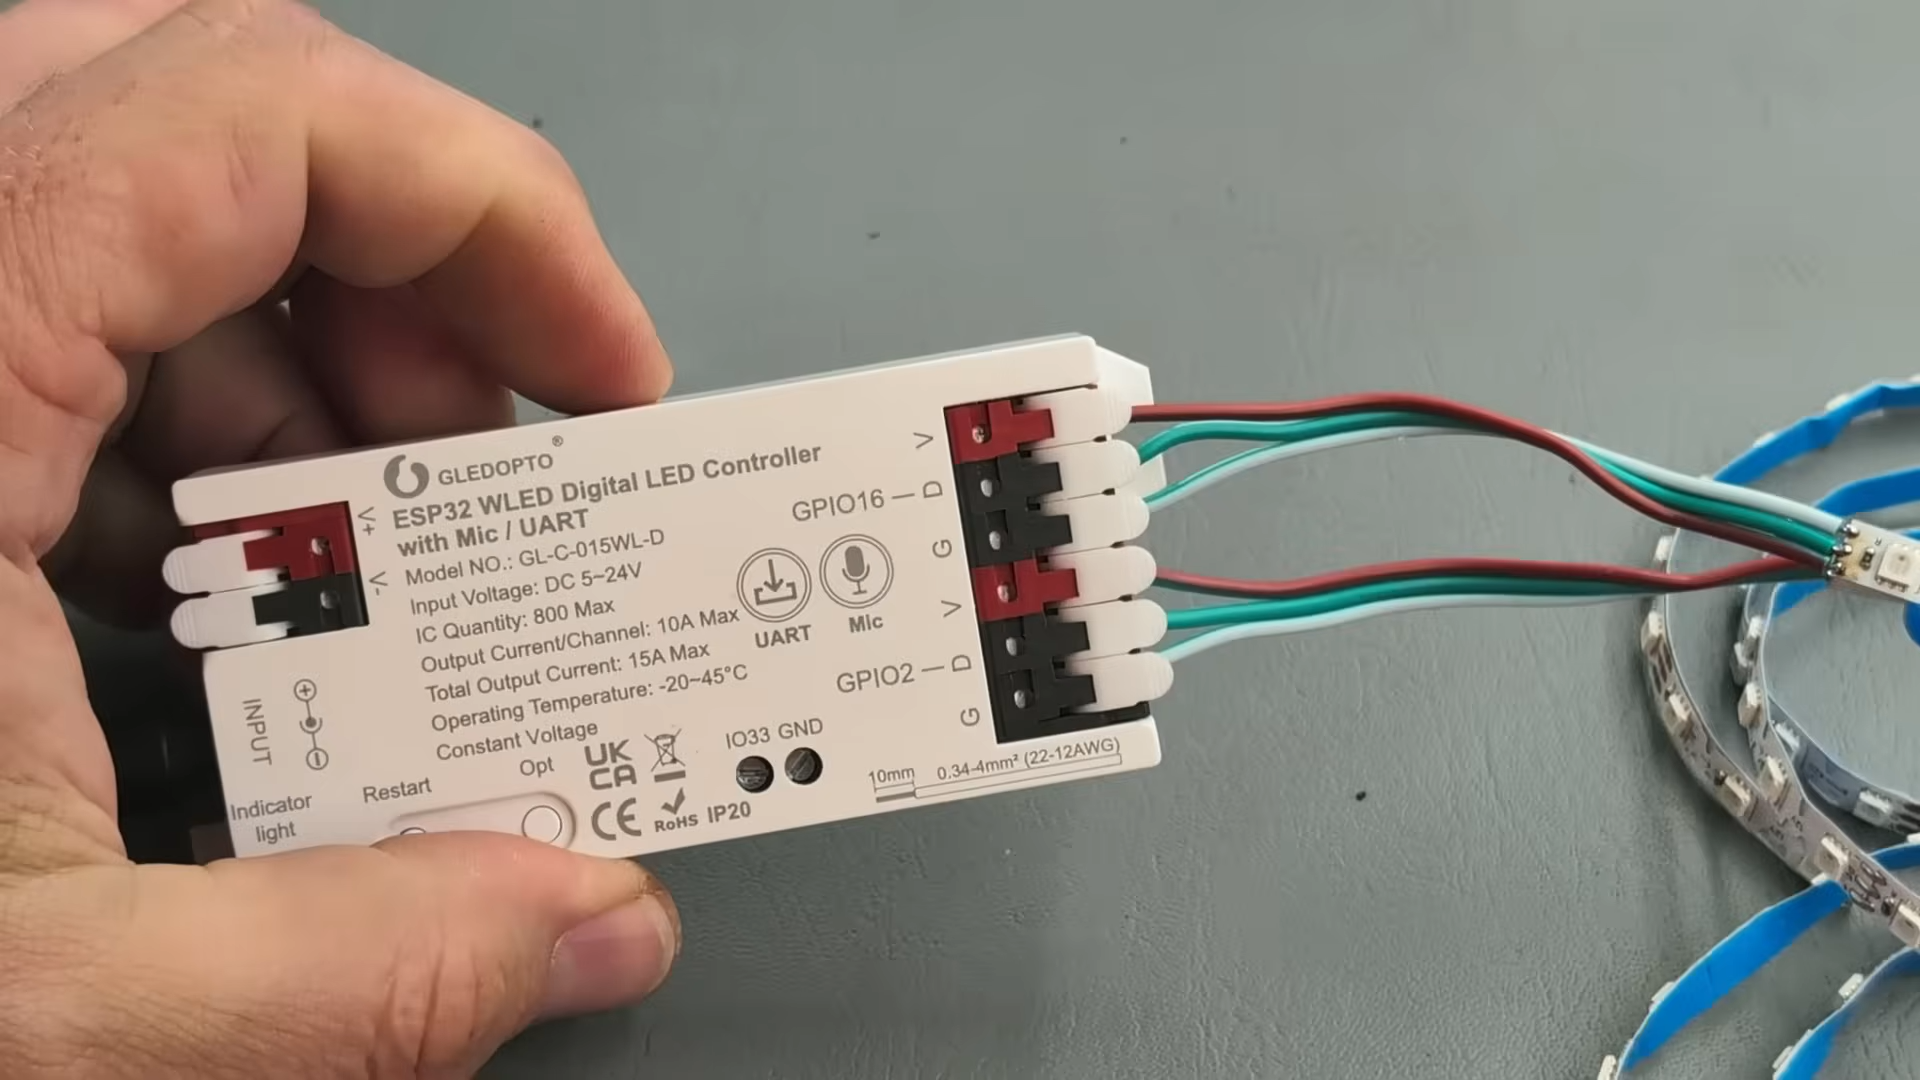 GLEDOPTO®
ESP32 WLED Digital LED Controller
with Mic / UART
Model NO.: GL-C-015WL-D
Input Voltage: DC 5~24V
IC Quantity: 800 Max
Output Current/Channel: 10A Max
Total Output Current: 15A Max
Operating Temperature: -20~45°C
Constant Voltage
V+
V-
INPUT
Indicator
light
Restart
Opt
UART
Mic
UK
CA
CE
RoHS
IP20
IO33 GND
V
GPIO16 — D
G
V
GPIO2 — D
G
10mm
0.34-4mm² (22-12AWG)